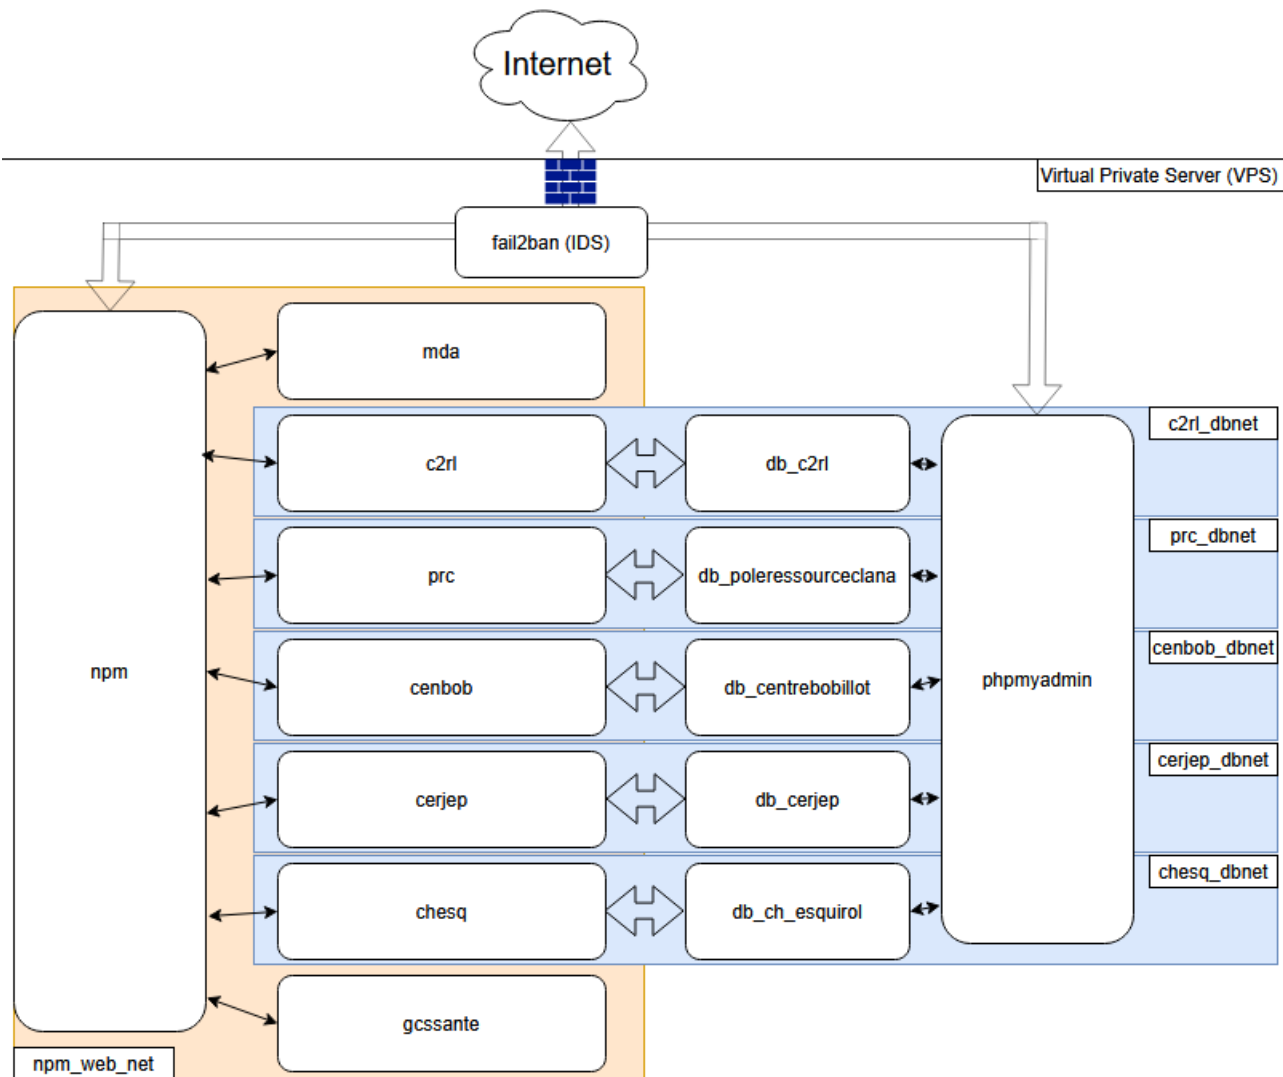 Internet
Virtual Private Server (VPS)
fail2ban (IDS)
mda
c2rl_dbnet
c2rl
db_c2rl
prc_dbnet
prc
db_poleressourceclana
cenbob_dbnet
npm
cenbob
db_centrebobillot
phpmyadmin
cerjep_dbnet
cerjep
db_cerjep
chesq_dbnet
chesq
db_ch_esquirol
gcssante
npm_web_net